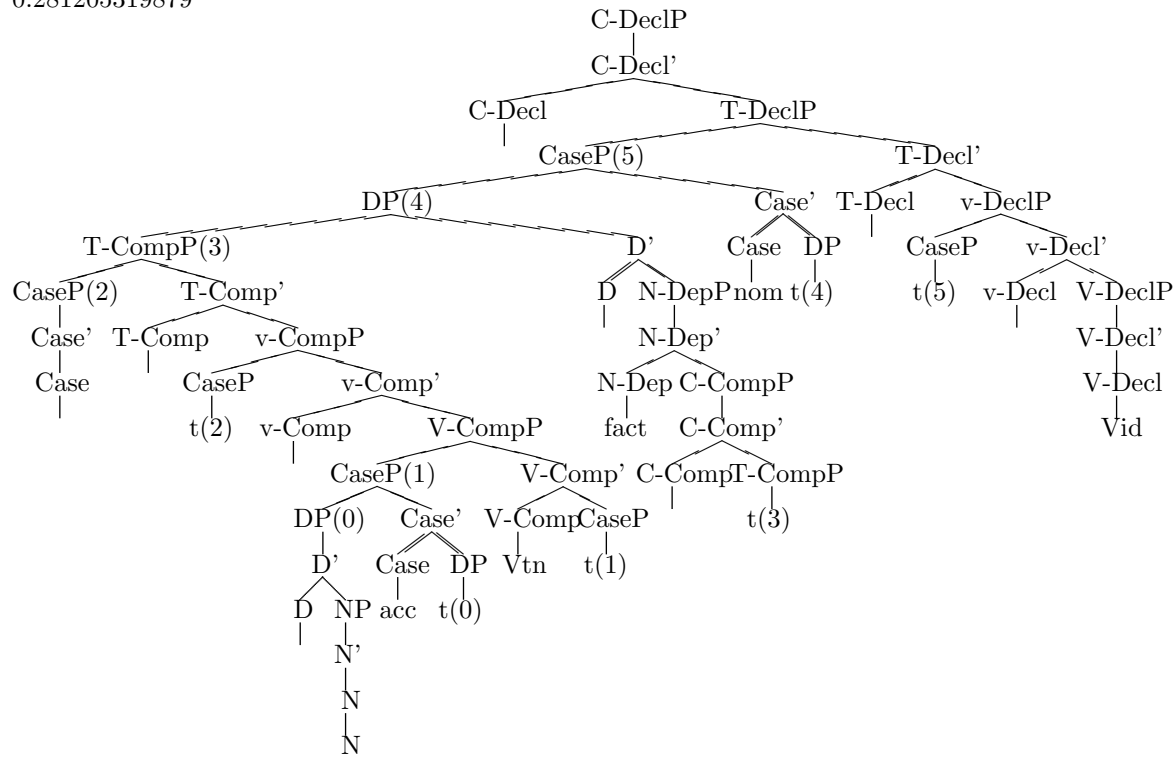 0.281205319879
C-DeclP
C-Decl'
C-Decl T-DeclP
CaseP(5) T-Decl'
DP(4) Case' T-Decl v-DeclP
T-CompP(3) D' Case DP CaseP v-Decl'
CaseP(2) T-Comp' D N-DepP nom t(4) t(5) v-Decl V-DeclP
Case' T-Comp v-CompP N-Dep' V-Decl'
Case CaseP v-Comp' N-Dep C-CompP V-Decl
t(2) v-Comp V-CompP fact C-Comp' Vid
CaseP(1) V-Comp' C-Comp T-CompP
DP(0) Case' V-Comp CaseP t(3)
D' Case DP Vtn t(1)
D NP acc t(0)
N'
N
N